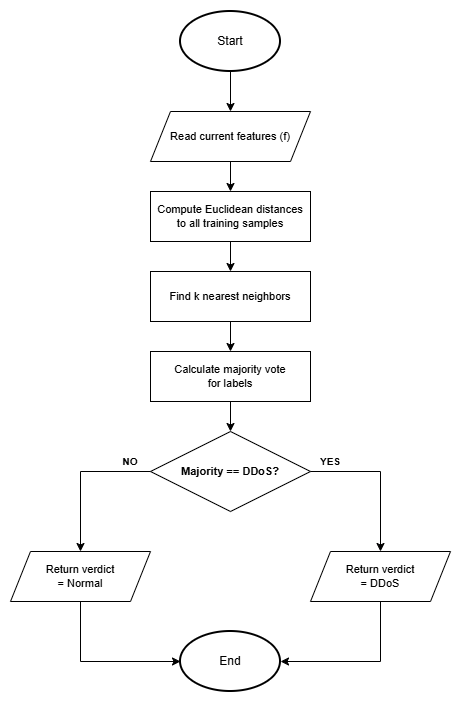 Start
Read current features (f)
Compute Euclidean distances
to all training samples
Find k nearest neighbors
Calculate majority vote
for labels
NO
Majority == DDoS?
YES
Return verdict
= Normal
Return verdict
= DDoS
End